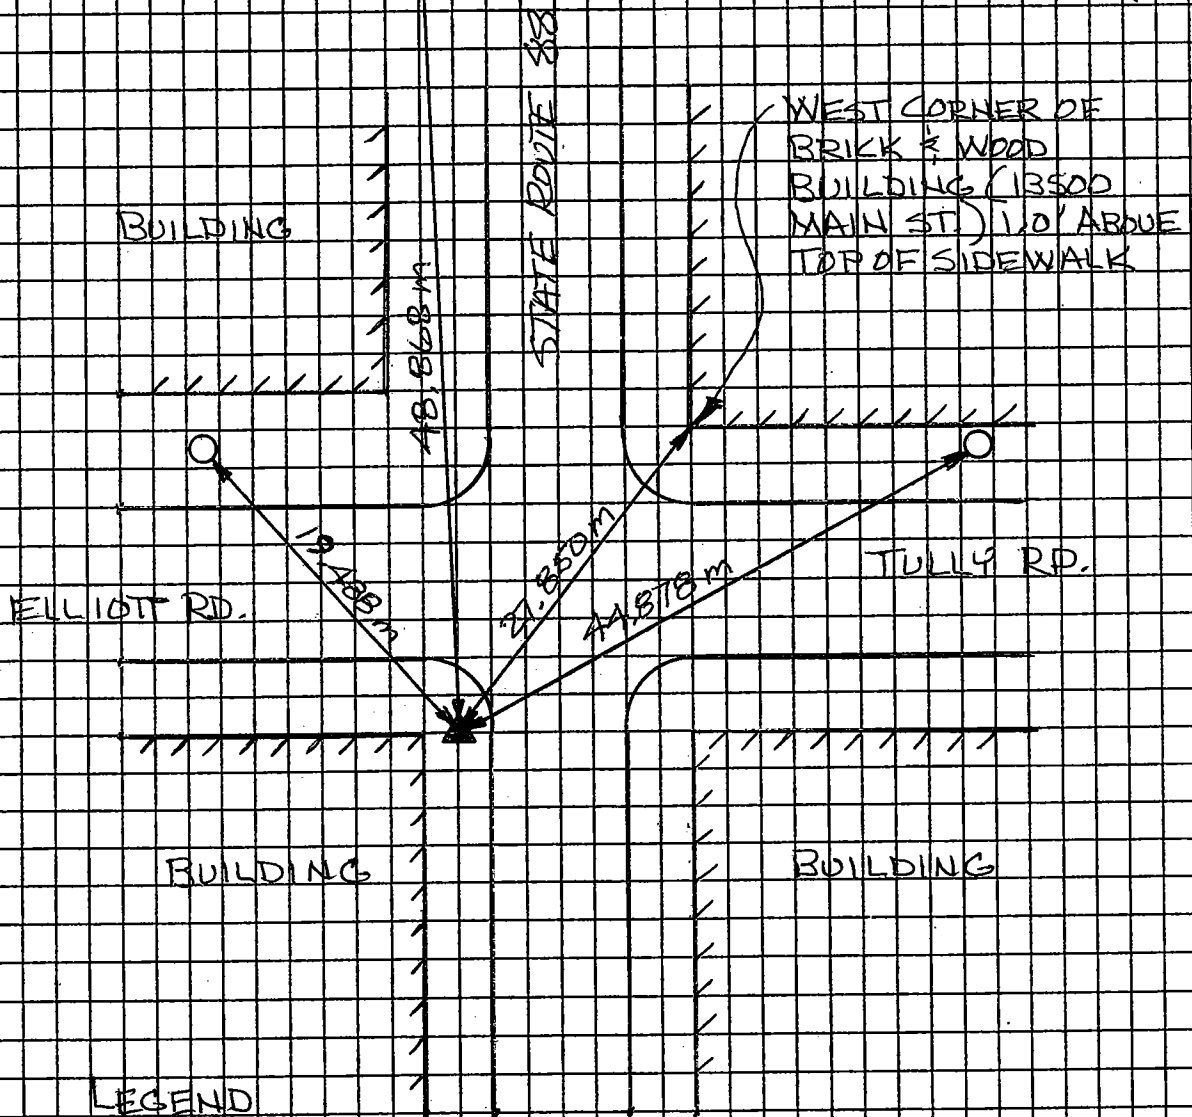 STATE ROUTE 88
WEST CORNER OF
BRICK & WOOD
BUILDING (13500
MAIN ST.) 1.0' ABOVE
TOP OF SIDEWALK
BUILDING
48.868 m
19.488 m
27.850 m
44.878 m
TULLY RD.
ELLIOTT RD.
BUILDING
BUILDING
LEGEND